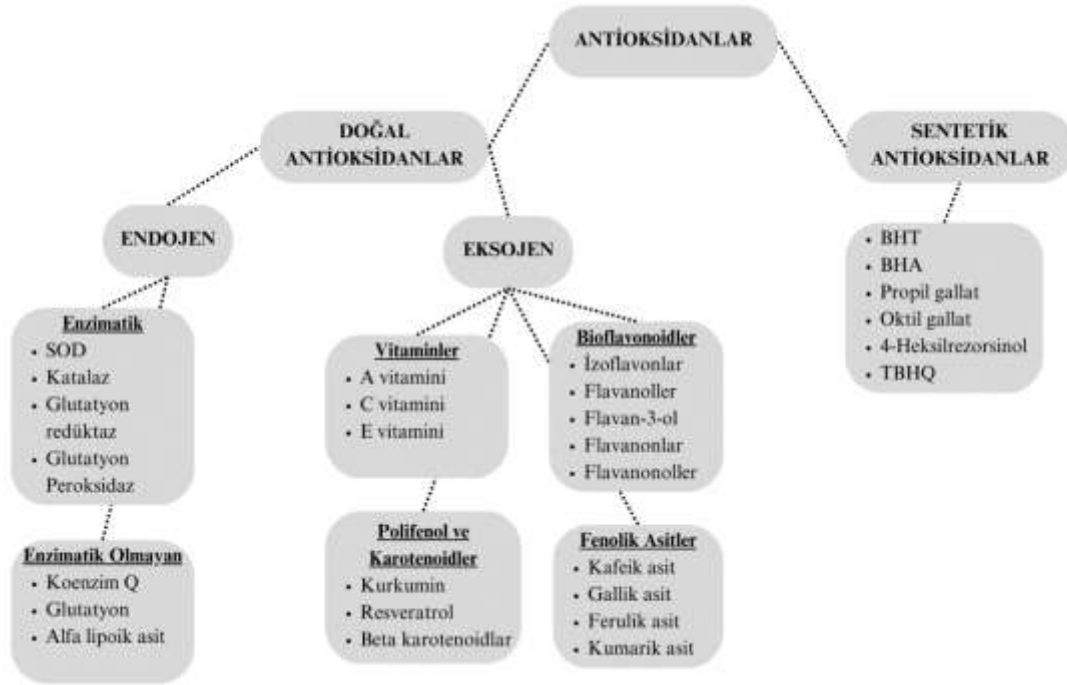 ANTİOKSİDANLAR
DOĞAL
ANTİOKSİDANLAR
SENTETİK
ANTİOKSİDANLAR
ENDOJEN
EKSOJEN
• BHT
• BHA
• Propil gallat
• Oktil gallat
• 4-Heksilrezorsinol
• TBHQ
Enzimatik
• SOD
• Katalaz
• Glutatyon
redüktaz
• Glutatyon
Peroksidaz
Vitaminler
• A vitamini
• C vitamini
• E vitamini
Bioflavonoidler
• İzoflavonlar
• Flavanoller
• Flavan-3-ol
• Flavanonlar
• Flavanonoller
Enzimatik Olmayan
• Koenzim Q
• Glutatyon
• Alfa lipoik asit
Polifenol ve
Karotenoidler
• Kurkumin
• Resveratrol
• Beta karotenoidlar
Fenolik Asitler
• Kafeik asit
• Gallik asit
• Ferulik asit
• Kumarik asit